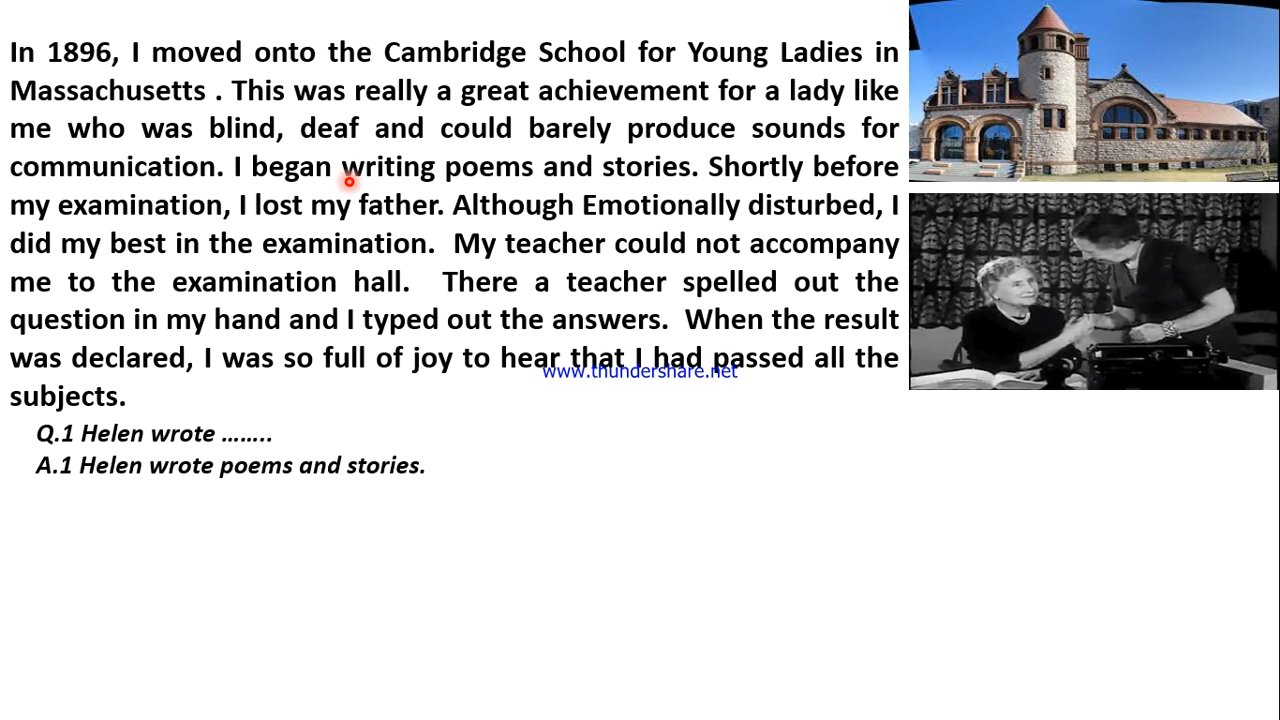 In 1896, I moved onto the Cambridge School for Young Ladies in
Massachusetts . This was really a great achievement for a lady like
me who was blind, deaf and could barely produce sounds for
communication. I began writing poems and stories. Shortly before
my examination, I lost my father. Although Emotionally disturbed, I
did my best in the examination.  My teacher could not accompany
me to the examination hall.  There a teacher spelled out the
question in my hand and I typed out the answers.  When the result
was declared, I was so full of joy to hear that I had passed all the
www.thundershare.net
subjects.
Q.1 Helen wrote ........
A.1 Helen wrote poems and stories.